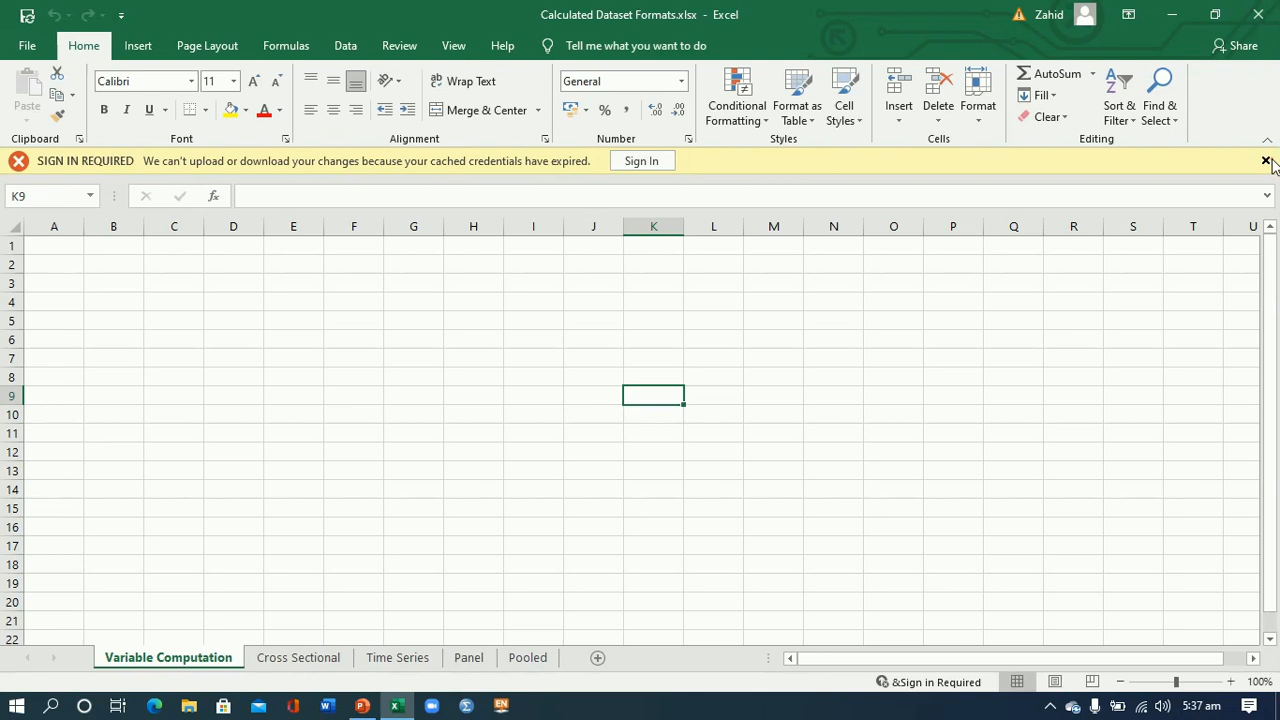 Calculated Dataset Formats.xlsx - Excel
Zahid
File Home Insert Page Layout Formulas Data Review View Help Tell me what you want to do Share
Paste
Clipboard
Calibri 11
B I U A
Font
Wrap Text
Merge & Center
Alignment
General
% ,
Number
Conditional Formatting
Format as Table
Cell Styles
Styles
Insert Delete Format
Cells
AutoSum
Fill
Clear
Sort & Filter
Find & Select
Editing
SIGN IN REQUIRED We can't upload or download your changes because your cached credentials have expired. Sign In
K9 fx
A B C D E F G H I J K L M N O P Q R S T U
1
2
3
4
5
6
7
8
9
10
11
12
13
14
15
16
17
18
19
20
21
22
Variable Computation Cross Sectional Time Series Panel Pooled
&Sign in Required 100%
5:37 am